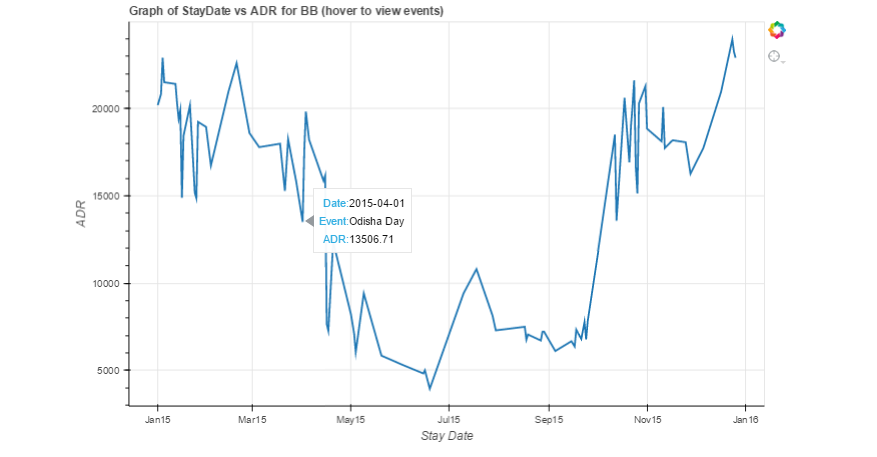 Graph of StayDate vs ADR for BB (hover to view events)
20000
15000
10000
5000
ADR
Date:2015-04-01
Event:Odisha Day
ADR:13506.71
Jan15 Mar15 May15 Jul15 Sep15 Nov15 Jan16
Stay Date